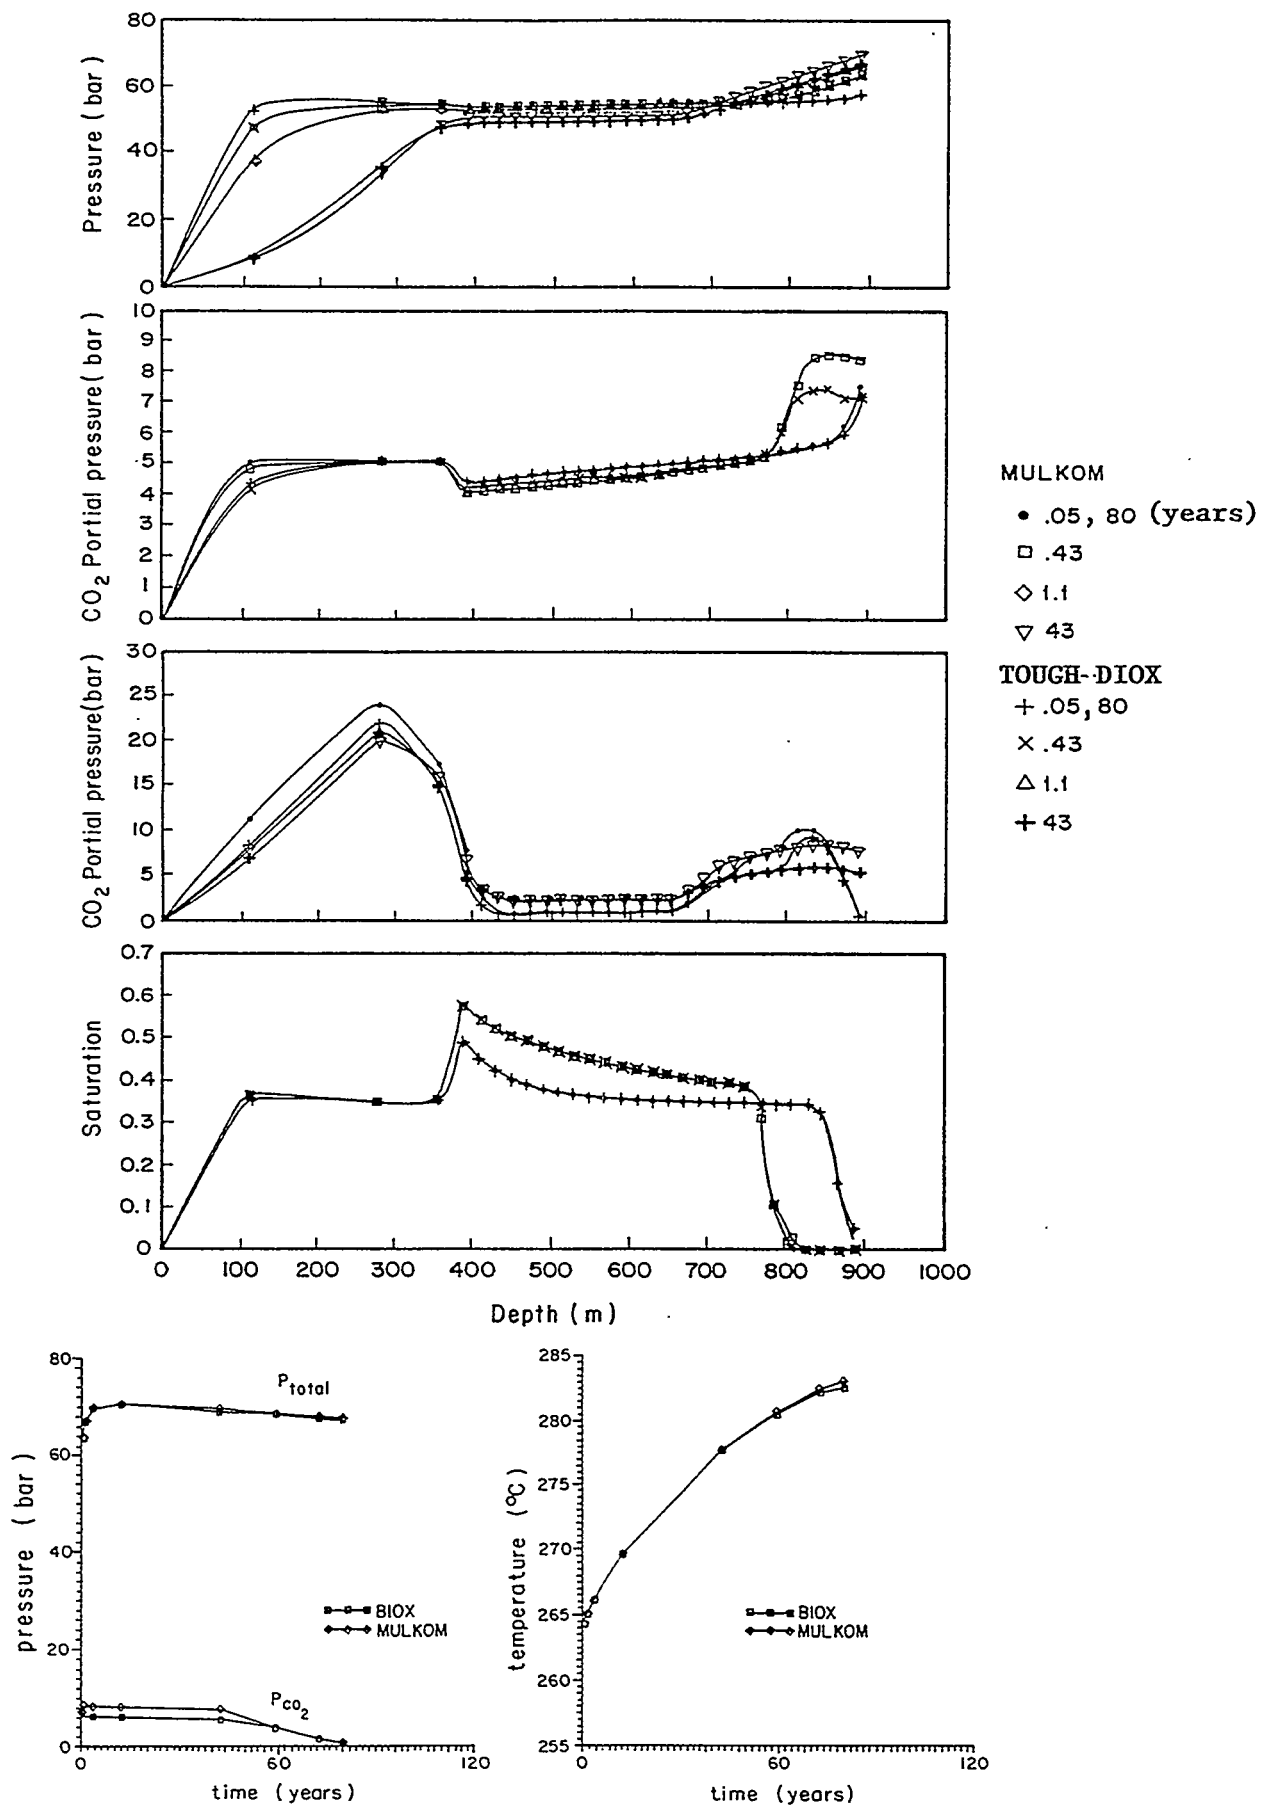 80
60
40
20
0
Pressure (bar)
10
9
8
7
6
5
4
3
2
1
0
CO2 Portial pressure (bar)
30
25
20
15
10
5
0
CO2 Portial pressure (bar)
0.7
0.6
0.5
0.4
0.3
0.2
0.1
0
Saturation
0 100 200 300 400 500 600 700 800 900 1000
Depth (m)
MULKOM
.05, 80 (years)
.43
1.1
43
TOUGH-DIOX
.05, 80
.43
1.1
43
80
60
40
20
0
pressure (bar)
Ptotal
BIOX
MULKOM
Pco2
0 60 120
time (years)
285
280
275
270
265
260
255
temperature (°C)
BIOX
MULKOM
0 60 120
time (years)